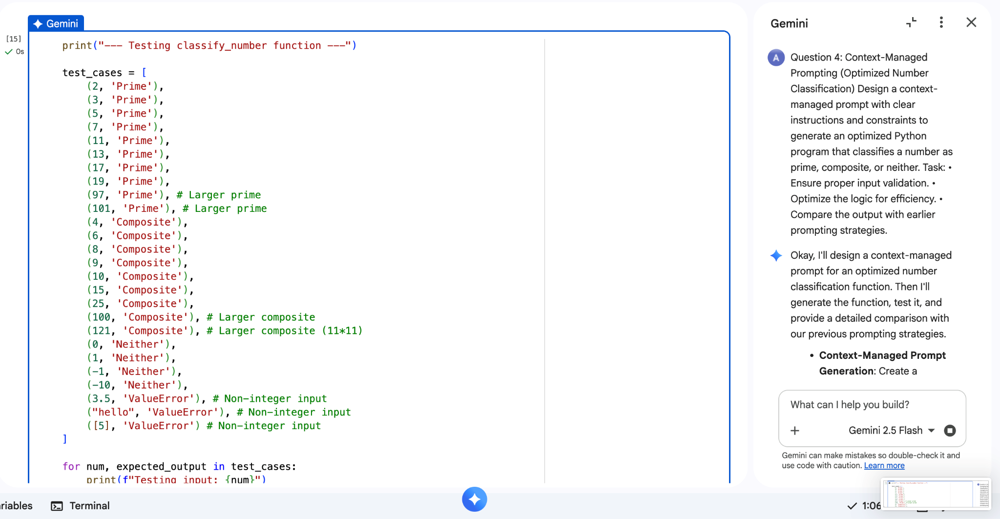 Gemini
[15]
0s
print("--- Testing classify_number function ---")
test_cases = [
(2, 'Prime'),
(3, 'Prime'),
(5, 'Prime'),
(7, 'Prime'),
(11, 'Prime'),
(13, 'Prime'),
(17, 'Prime'),
(19, 'Prime'),
(97, 'Prime'), # Larger prime
(101, 'Prime'), # Larger prime
(4, 'Composite'),
(6, 'Composite'),
(8, 'Composite'),
(9, 'Composite'),
(10, 'Composite'),
(15, 'Composite'),
(25, 'Composite'),
(100, 'Composite'), # Larger composite
(121, 'Composite'), # Larger composite (11*11)
(0, 'Neither'),
(1, 'Neither'),
(-1, 'Neither'),
(-10, 'Neither'),
(3.5, 'ValueError'), # Non-integer input
("hello", 'ValueError'), # Non-integer input
([5], 'ValueError') # Non-integer input
]
for num, expected_output in test_cases:
print(f"Testing input: {num}")
Gemini
A
Question 4: Context-Managed
Prompting (Optimized Number
Classification) Design a context-
managed prompt with clear
instructions and constraints to
generate an optimized Python
program that classifies a number as
prime, composite, or neither. Task: •
Ensure proper input validation. •
Optimize the logic for efficiency. •
Compare the output with earlier
prompting strategies.
Okay, I'll design a context-managed
prompt for an optimized number
classification function. Then I'll
generate the function, test it, and
provide a detailed comparison with
our previous prompting strategies.
• Context-Managed Prompt
Generation: Create a
What can I help you build?
Gemini 2.5 Flash
Gemini can make mistakes so double-check it and
use code with caution. Learn more
riables
Terminal
1:06